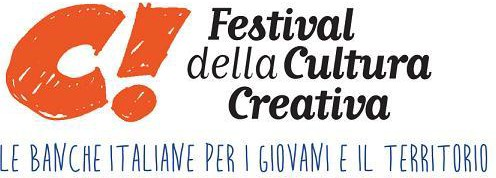 C! Festival
della Cultura
Creativa
LE BANCHE ITALIANE PER I GIOVANI E IL TERRITORIO